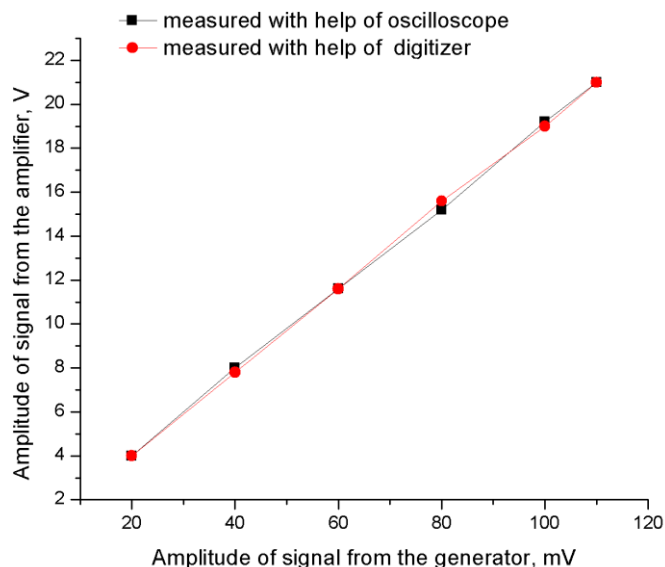 measured with help of oscilloscope
measured with help of digitizer
Amplitude of signal from the amplifier, V
22
20
18
16
14
12
10
8
6
4
2
20 40 60 80 100 120
Amplitude of signal from the generator, mV